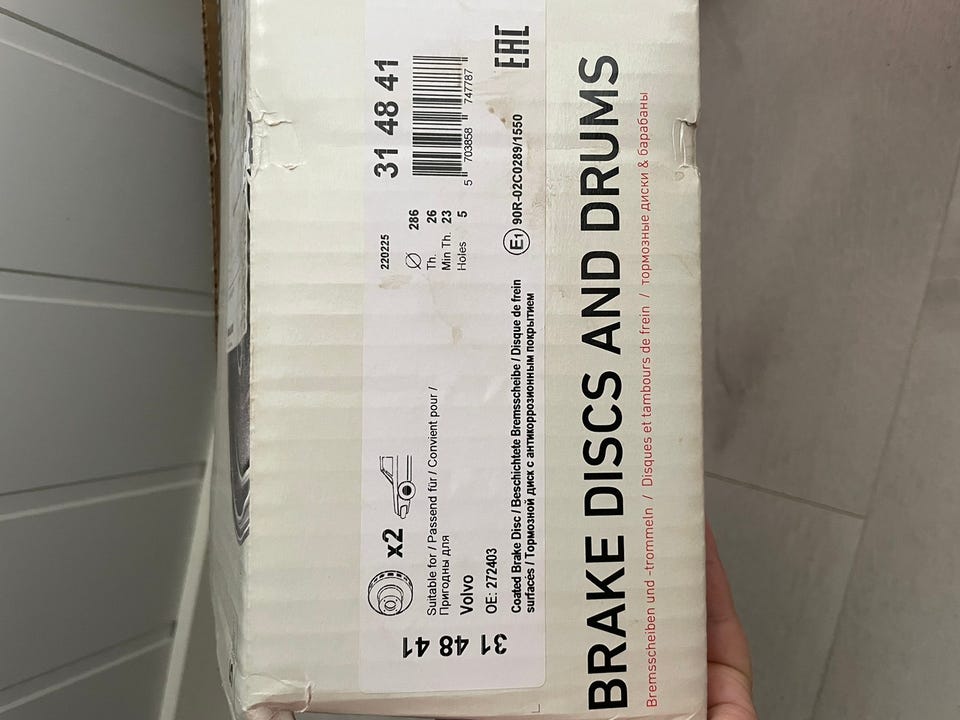 31 48 41
x2
Suitable for / Passend für / Convient pour /
Пригодны для
Volvo
OE: 272403
Coated Brake Disc / Beschichtete Bremsscheibe / Disque de frein
surfacés / Тормозной диск с антикоррозионным покрытием
220225
Ø 286
Th. 26
Min Th. 23
Holes 5
E1 90R-02C0289/1550
31 48 41
5 703858 747787
EAC
BRAKE DISCS AND DRUMS
Bremsscheiben und -trommeln / Disques et tambours de frein / тормозные диски & барабаны